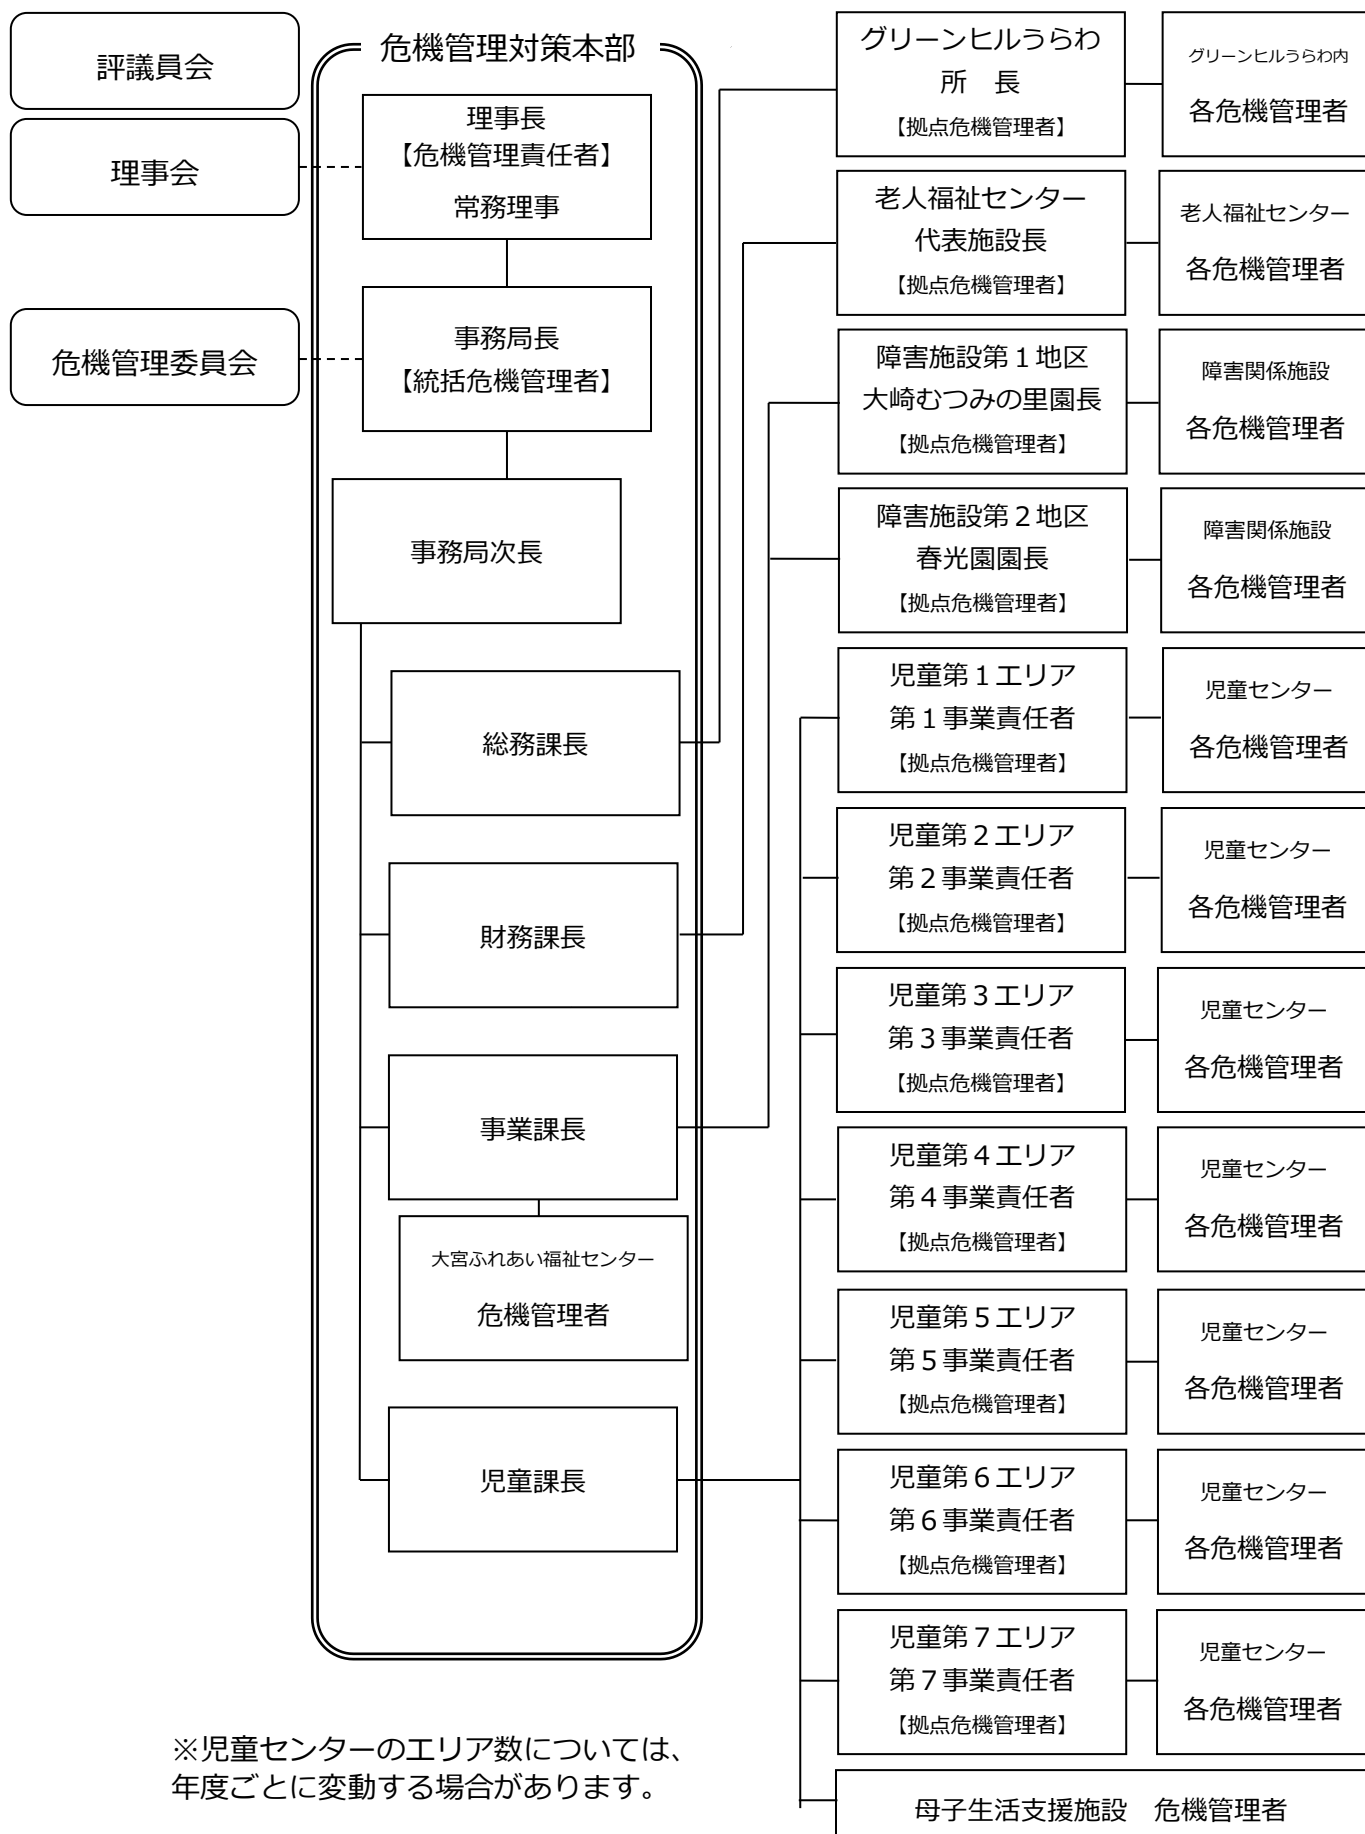 評議員会
理事会
危機管理委員会
危機管理対策本部
理事長
【危機管理責任者】
常務理事
事務局長
【統括危機管理者】
事務局次長
総務課長
財務課長
事業課長
大宮ふれあい福祉センター
危機管理者
児童課長
グリーンヒルうらわ
所　長
【拠点危機管理者】
グリーンヒルうらわ内
各危機管理者
老人福祉センター
代表施設長
【拠点危機管理者】
老人福祉センター
各危機管理者
障害施設第１地区
大崎むつみの里園長
【拠点危機管理者】
障害関係施設
各危機管理者
障害施設第２地区
春光園園長
【拠点危機管理者】
障害関係施設
各危機管理者
児童第１エリア
第１事業責任者
【拠点危機管理者】
児童センター
各危機管理者
児童第２エリア
第２事業責任者
【拠点危機管理者】
児童センター
各危機管理者
児童第３エリア
第３事業責任者
【拠点危機管理者】
児童センター
各危機管理者
児童第４エリア
第４事業責任者
【拠点危機管理者】
児童センター
各危機管理者
児童第５エリア
第５事業責任者
【拠点危機管理者】
児童センター
各危機管理者
児童第６エリア
第６事業責任者
【拠点危機管理者】
児童センター
各危機管理者
児童第７エリア
第７事業責任者
【拠点危機管理者】
児童センター
各危機管理者
母子生活支援施設　危機管理者
※児童センターのエリア数については、
年度ごとに変動する場合があります。